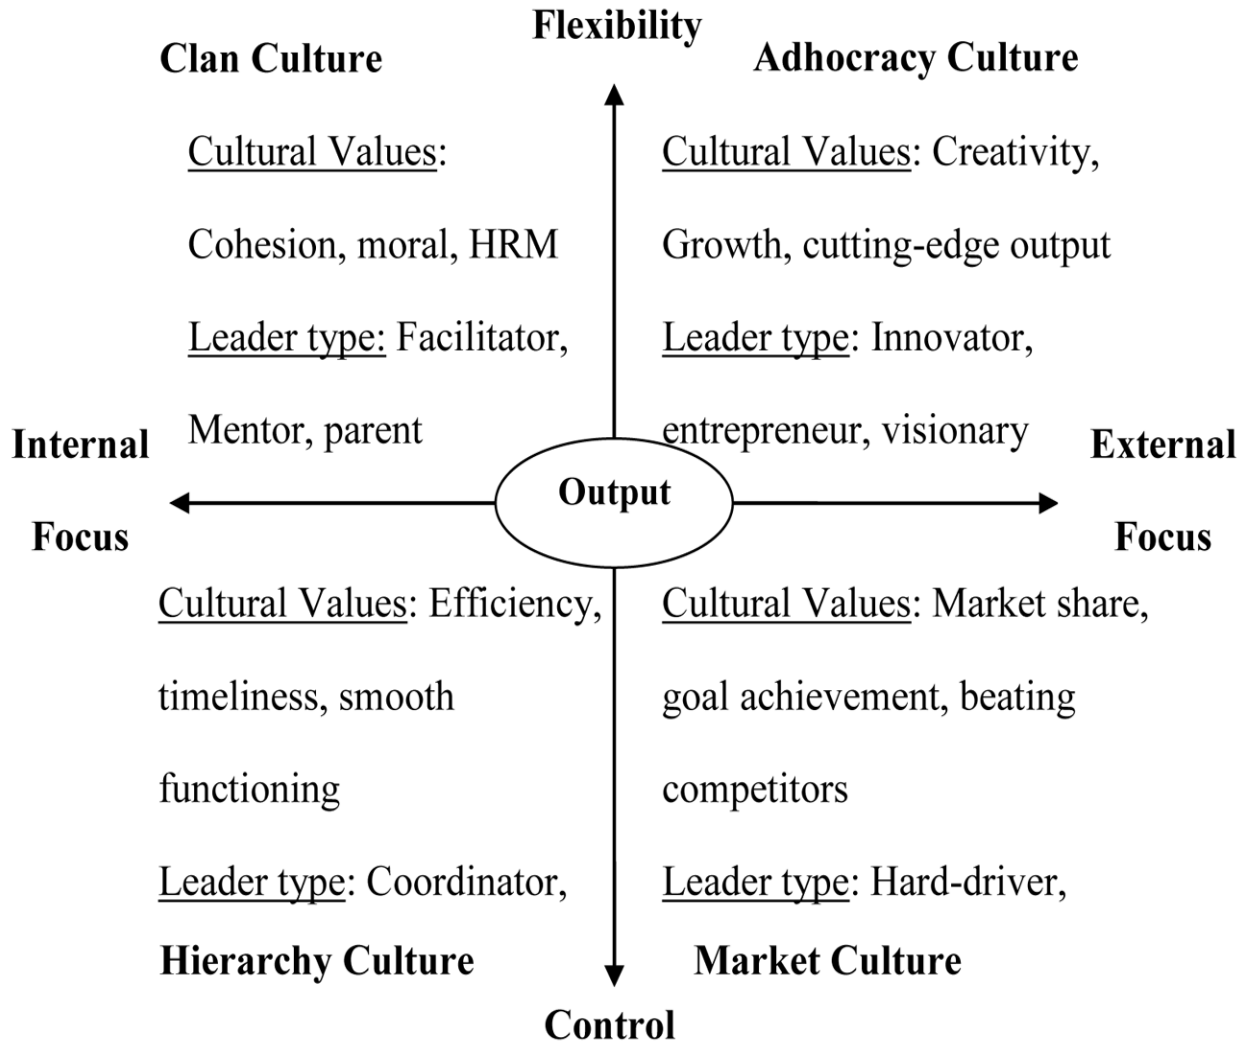 Flexibility
Clan Culture
Adhocracy Culture
Cultural Values:
Cohesion, moral, HRM
Leader type: Facilitator,
Mentor, parent
Cultural Values: Creativity,
Growth, cutting-edge output
Leader type: Innovator,
entrepreneur, visionary
Internal
Focus
Output
External
Focus
Cultural Values: Efficiency,
timeliness, smooth
functioning
Leader type: Coordinator,
Hierarchy Culture
Cultural Values: Market share,
goal achievement, beating
competitors
Leader type: Hard-driver,
Market Culture
Control